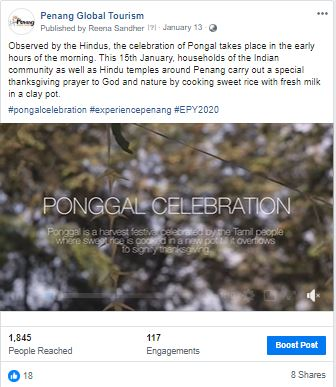 Penang Global Tourism
Published by Reena Sandher [?] · January 13 ·
Observed by the Hindus, the celebration of Pongal takes place in the early
hours of the morning. This 15th January, households of the Indian
community as well as Hindu temples around Penang carry out a special
thanksgiving prayer to God and nature by cooking sweet rice with fresh milk
in a clay pot.
#pongalcelebration #experiencepenang #EPY2020
PONGGAL CELEBRATION
Ponggal is a harvest festival celebrated by the Tamil people
where sweet rice is cooked in a new pot till it overflows
to signify thanksgiving
1,845
117
Boost Post
People Reached
Engagements
18
8 Shares